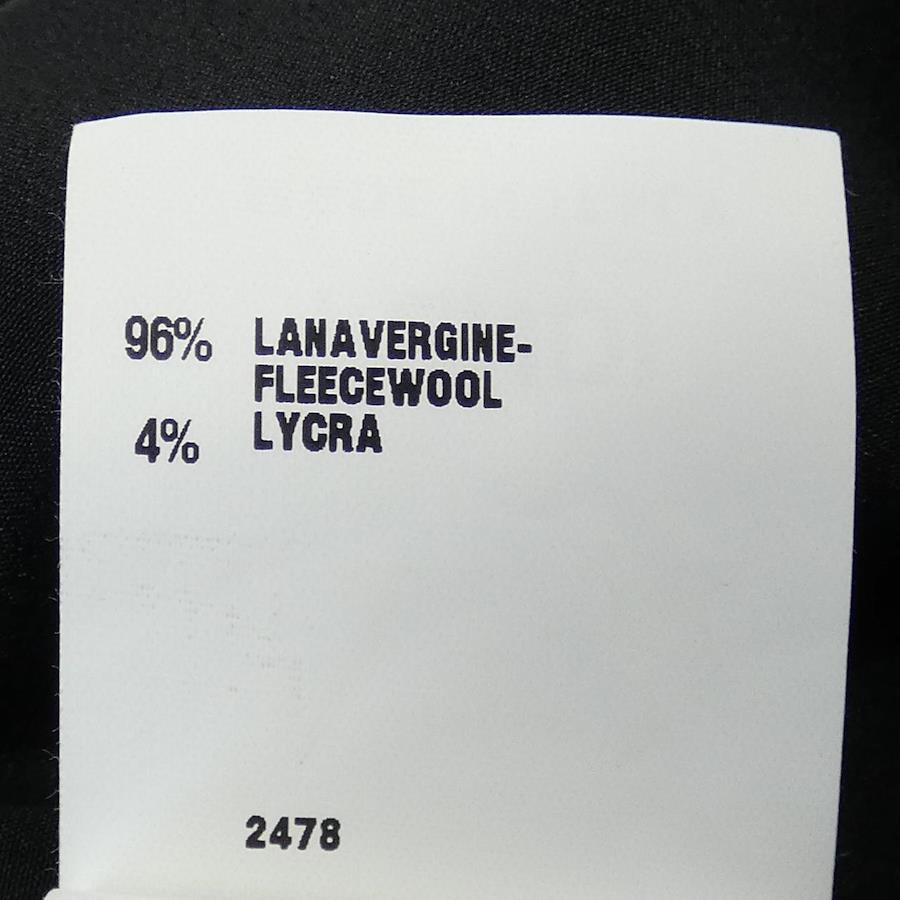 96% LANAVERGINE-
FLEECEWOOL
4% LYCRA
2478